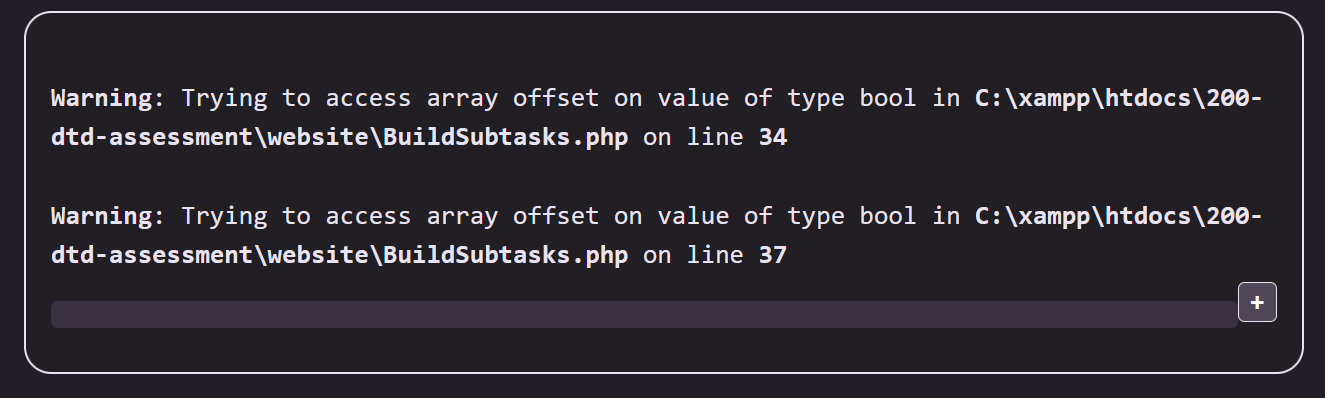 Warning: Trying to access array offset on value of type bool in C:\xampp\htdocs\200-
dtd-assessment\website\BuildSubtasks.php on line 34
Warning: Trying to access array offset on value of type bool in C:\xampp\htdocs\200-
dtd-assessment\website\BuildSubtasks.php on line 37
+